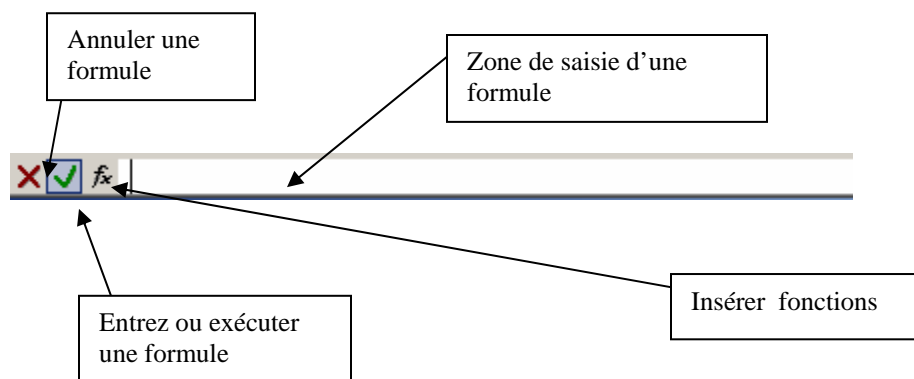 Annuler une
formule
Zone de saisie d’une
formule
fx
Insérer fonctions
Entrez ou exécuter
une formule